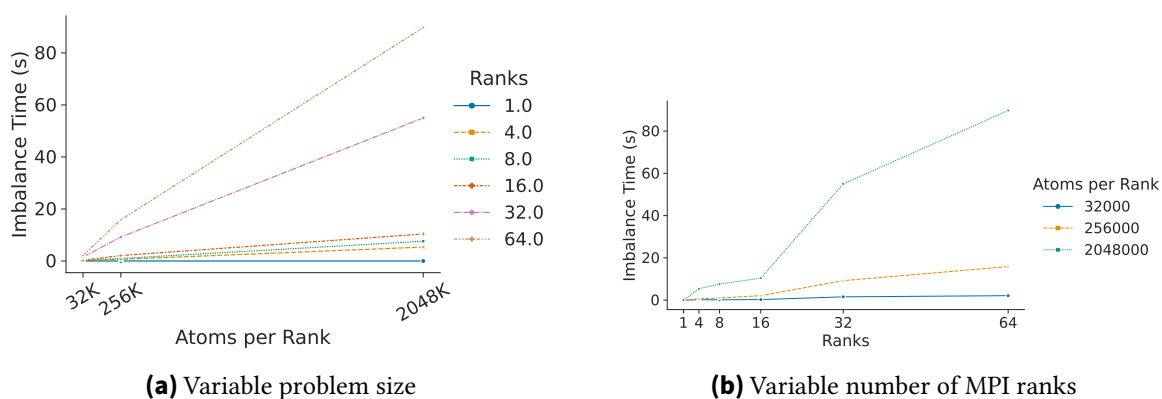 Imbalance Time (s)
80
60
40
20
0
32K
256K
2048K
Atoms per Rank
Ranks
1.0
4.0
8.0
16.0
32.0
64.0
(a) Variable problem size
Imbalance Time (s)
80
60
40
20
0
1 4 8 16 32 64
Ranks
Atoms per Rank
32000
256000
2048000
(b) Variable number of MPI ranks